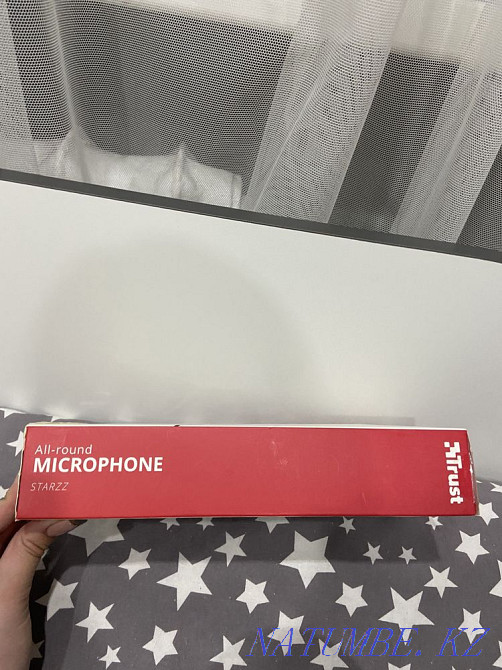 All-round
MICROPHONE
STARZZ
Trust
NATUMBE.KZ